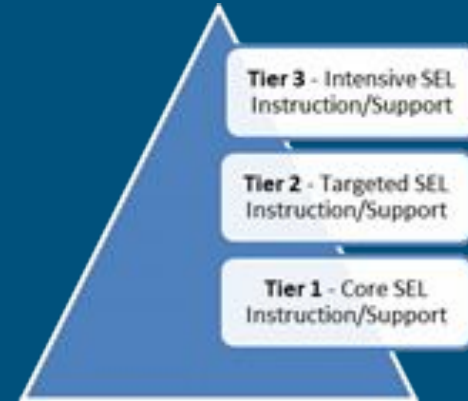 Tier 3 - Intensive SEL
Instruction/Support
Tier 2 - Targeted SEL
Instruction/Support
Tier 1 - Core SEL
Instruction/Support